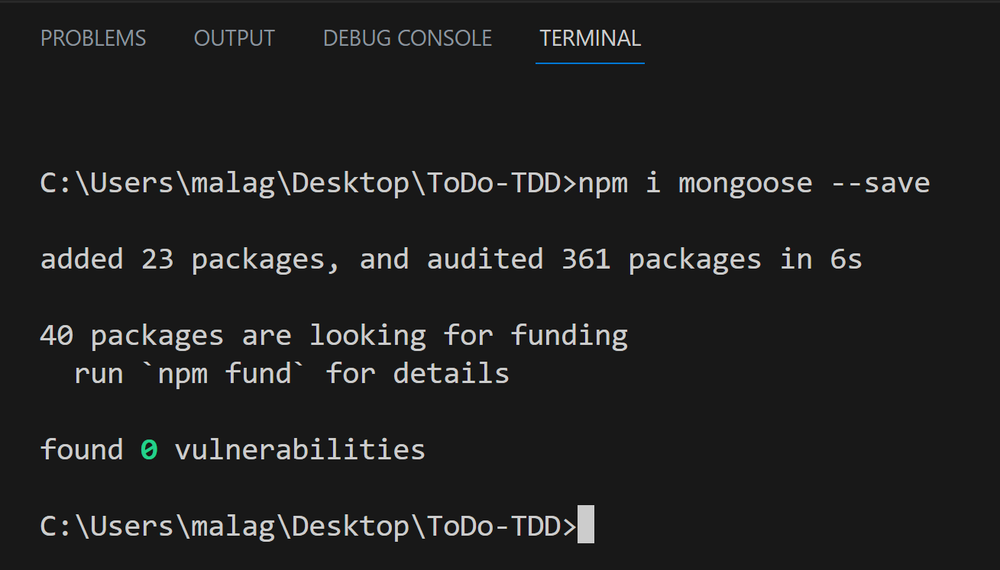 PROBLEMS OUTPUT DEBUG CONSOLE TERMINAL
C:\Users\malag\Desktop\ToDo-TDD>npm i mongoose --save
added 23 packages, and audited 361 packages in 6s
40 packages are looking for funding
  run `npm fund` for details
found 0 vulnerabilities
C:\Users\malag\Desktop\ToDo-TDD>